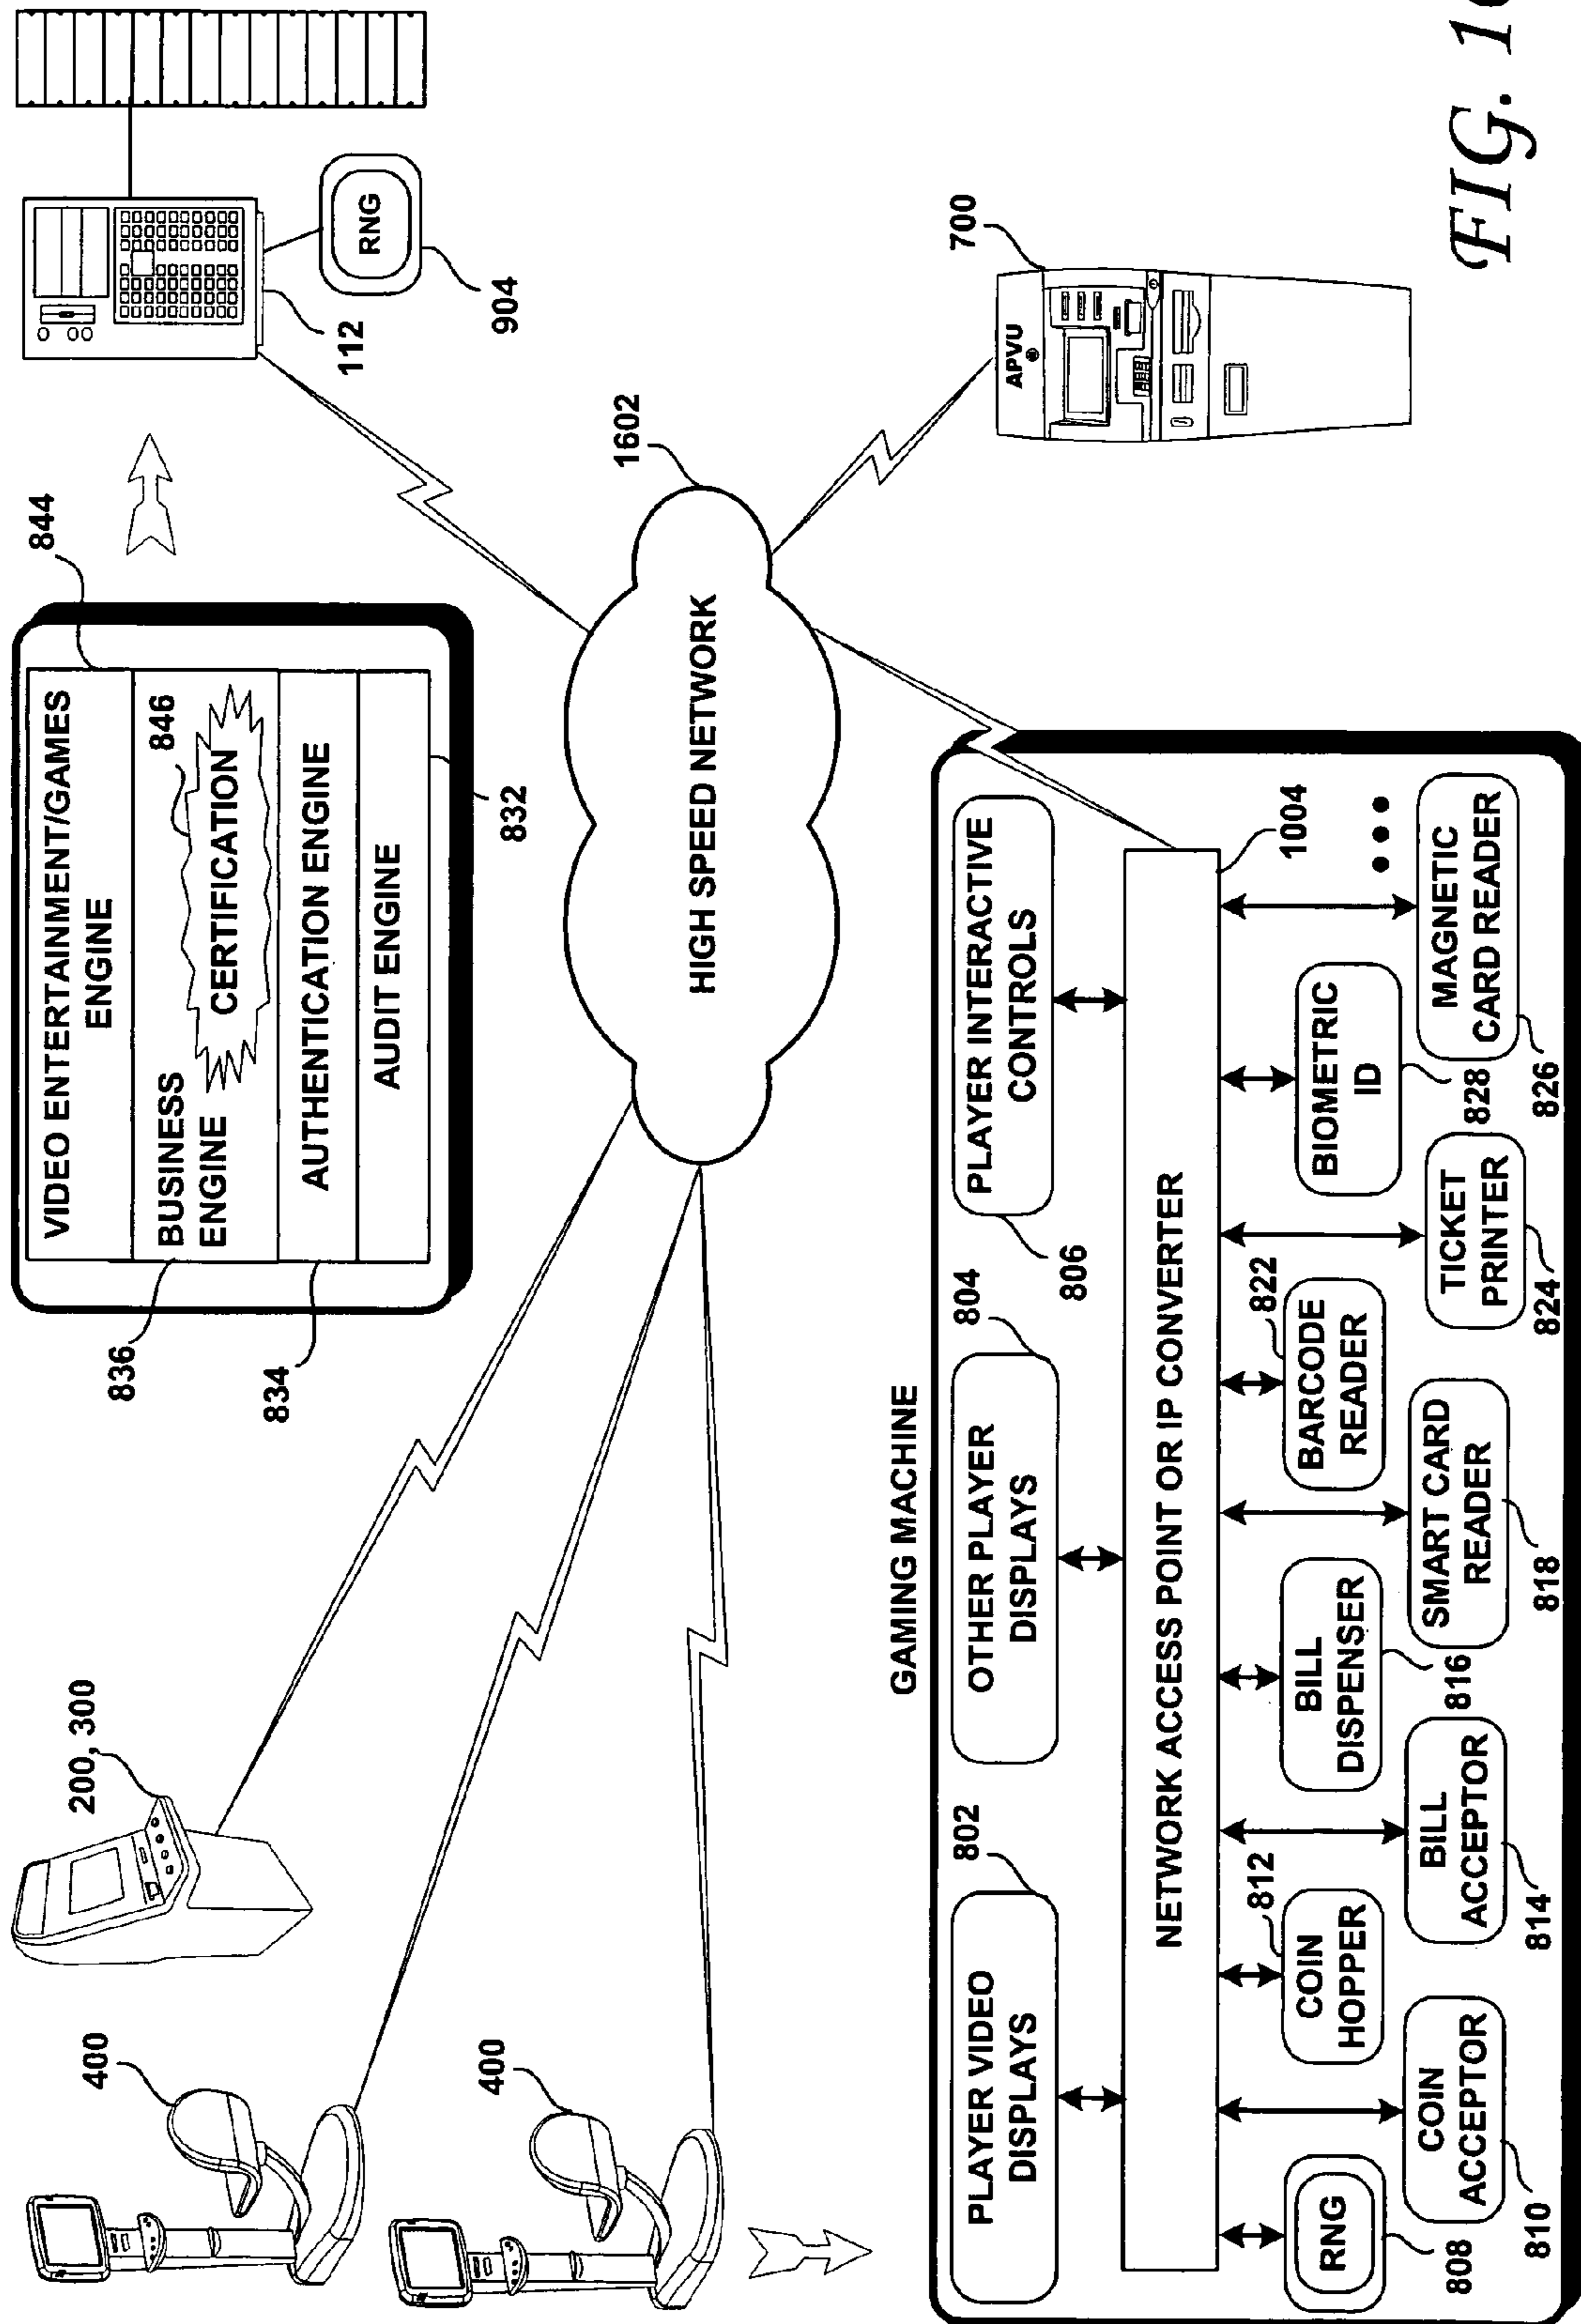 400
200, 300
400
836
834
VIDEO ENTERTAINMENT/GAMES
ENGINE
BUSINESS
ENGINE
846
CERTIFICATION
AUTHENTICATION ENGINE
AUDIT ENGINE
844
832
112
RNG
904
HIGH SPEED NETWORK
1602
APVU
700
GAMING MACHINE
PLAYER VIDEO
DISPLAYS
802
OTHER PLAYER
DISPLAYS
804
PLAYER INTERACTIVE
CONTROLS
806
NETWORK ACCESS POINT OR IP CONVERTER
1004
RNG
808
COIN
ACCEPTOR
810
COIN
HOPPER
812
BILL
ACCEPTOR
814
BILL
DISPENSER
816
SMART CARD
READER
818
BARCODE
READER
822
TICKET
PRINTER
824
BIOMETRIC
ID
828
MAGNETIC
CARD READER
826
FIG.